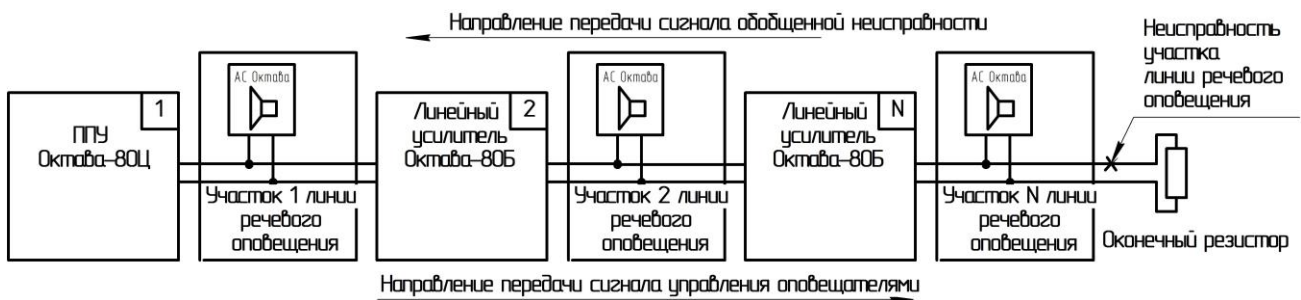 Направление передачи сигнала обобщенной неисправности
Неисправность
участка
линии речевого
оповещения
1
ППУ
Октава-80Ц
АС Октава
Участок 1 линии
речевого
оповещения
2
Линейный
усилитель
Октава-80Б
АС Октава
Участок 2 линии
речевого
оповещения
N
Линейный
усилитель
Октава-80Б
АС Октава
Участок N линии
речевого
оповещения
Оконечный резистор
Направление передачи сигнала управления оповещателями